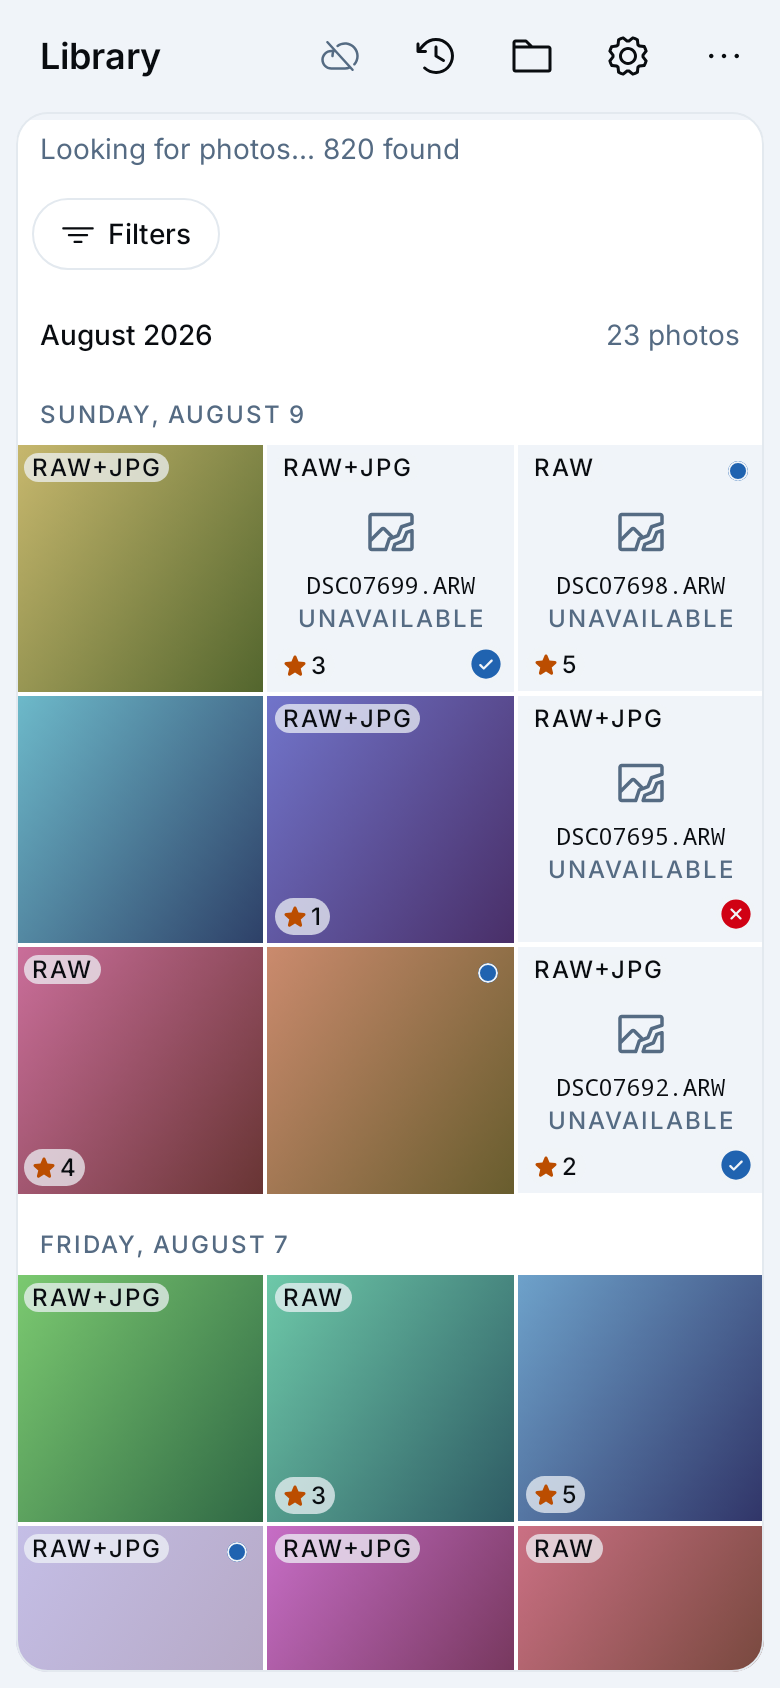 Library
Looking for photos... 820 found
Filters
August 2026
23 photos
SUNDAY, AUGUST 9
RAW+JPG
RAW+JPG
DSC07699.ARW
UNAVAILABLE
3
RAW
DSC07698.ARW
UNAVAILABLE
5
RAW+JPG
1
RAW+JPG
DSC07695.ARW
UNAVAILABLE
RAW
4
RAW+JPG
DSC07692.ARW
UNAVAILABLE
2
FRIDAY, AUGUST 7
RAW+JPG
RAW
3
5
RAW+JPG
RAW+JPG
RAW